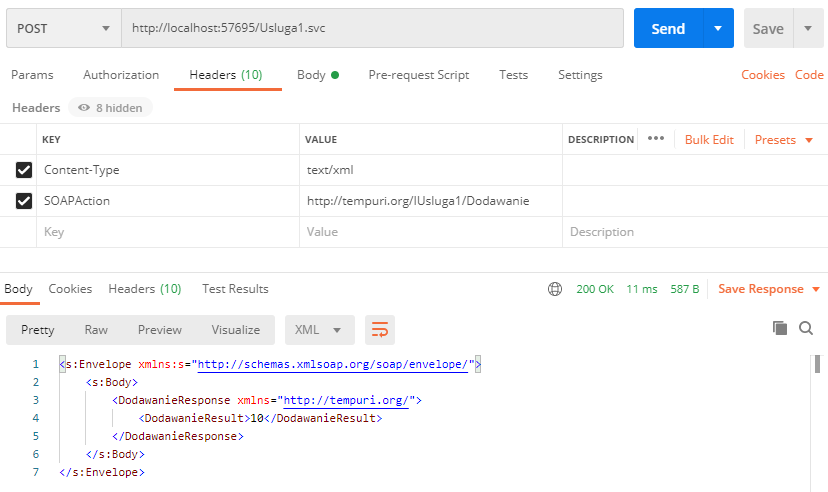 POST http://localhost:57695/Usluga1.svc Send Save
Params Authorization Headers (10) Body Pre-request Script Tests Settings Cookies Code
Headers 8 hidden
KEY VALUE DESCRIPTION ••• Bulk Edit Presets
Content-Type text/xml
SOAPAction http://tempuri.org/IUsluga1/Dodawanie
Key Value Description
Body Cookies Headers (10) Test Results 200 OK 11 ms 587 B Save Response
Pretty Raw Preview Visualize XML
1 <s:Envelope xmlns:s="http://schemas.xmlsoap.org/soap/envelope/">
2 <s:Body>
3 <DodawanieResponse xmlns="http://tempuri.org/">
4 <DodawanieResult>10</DodawanieResult>
5 </DodawanieResponse>
6 </s:Body>
7 </s:Envelope>